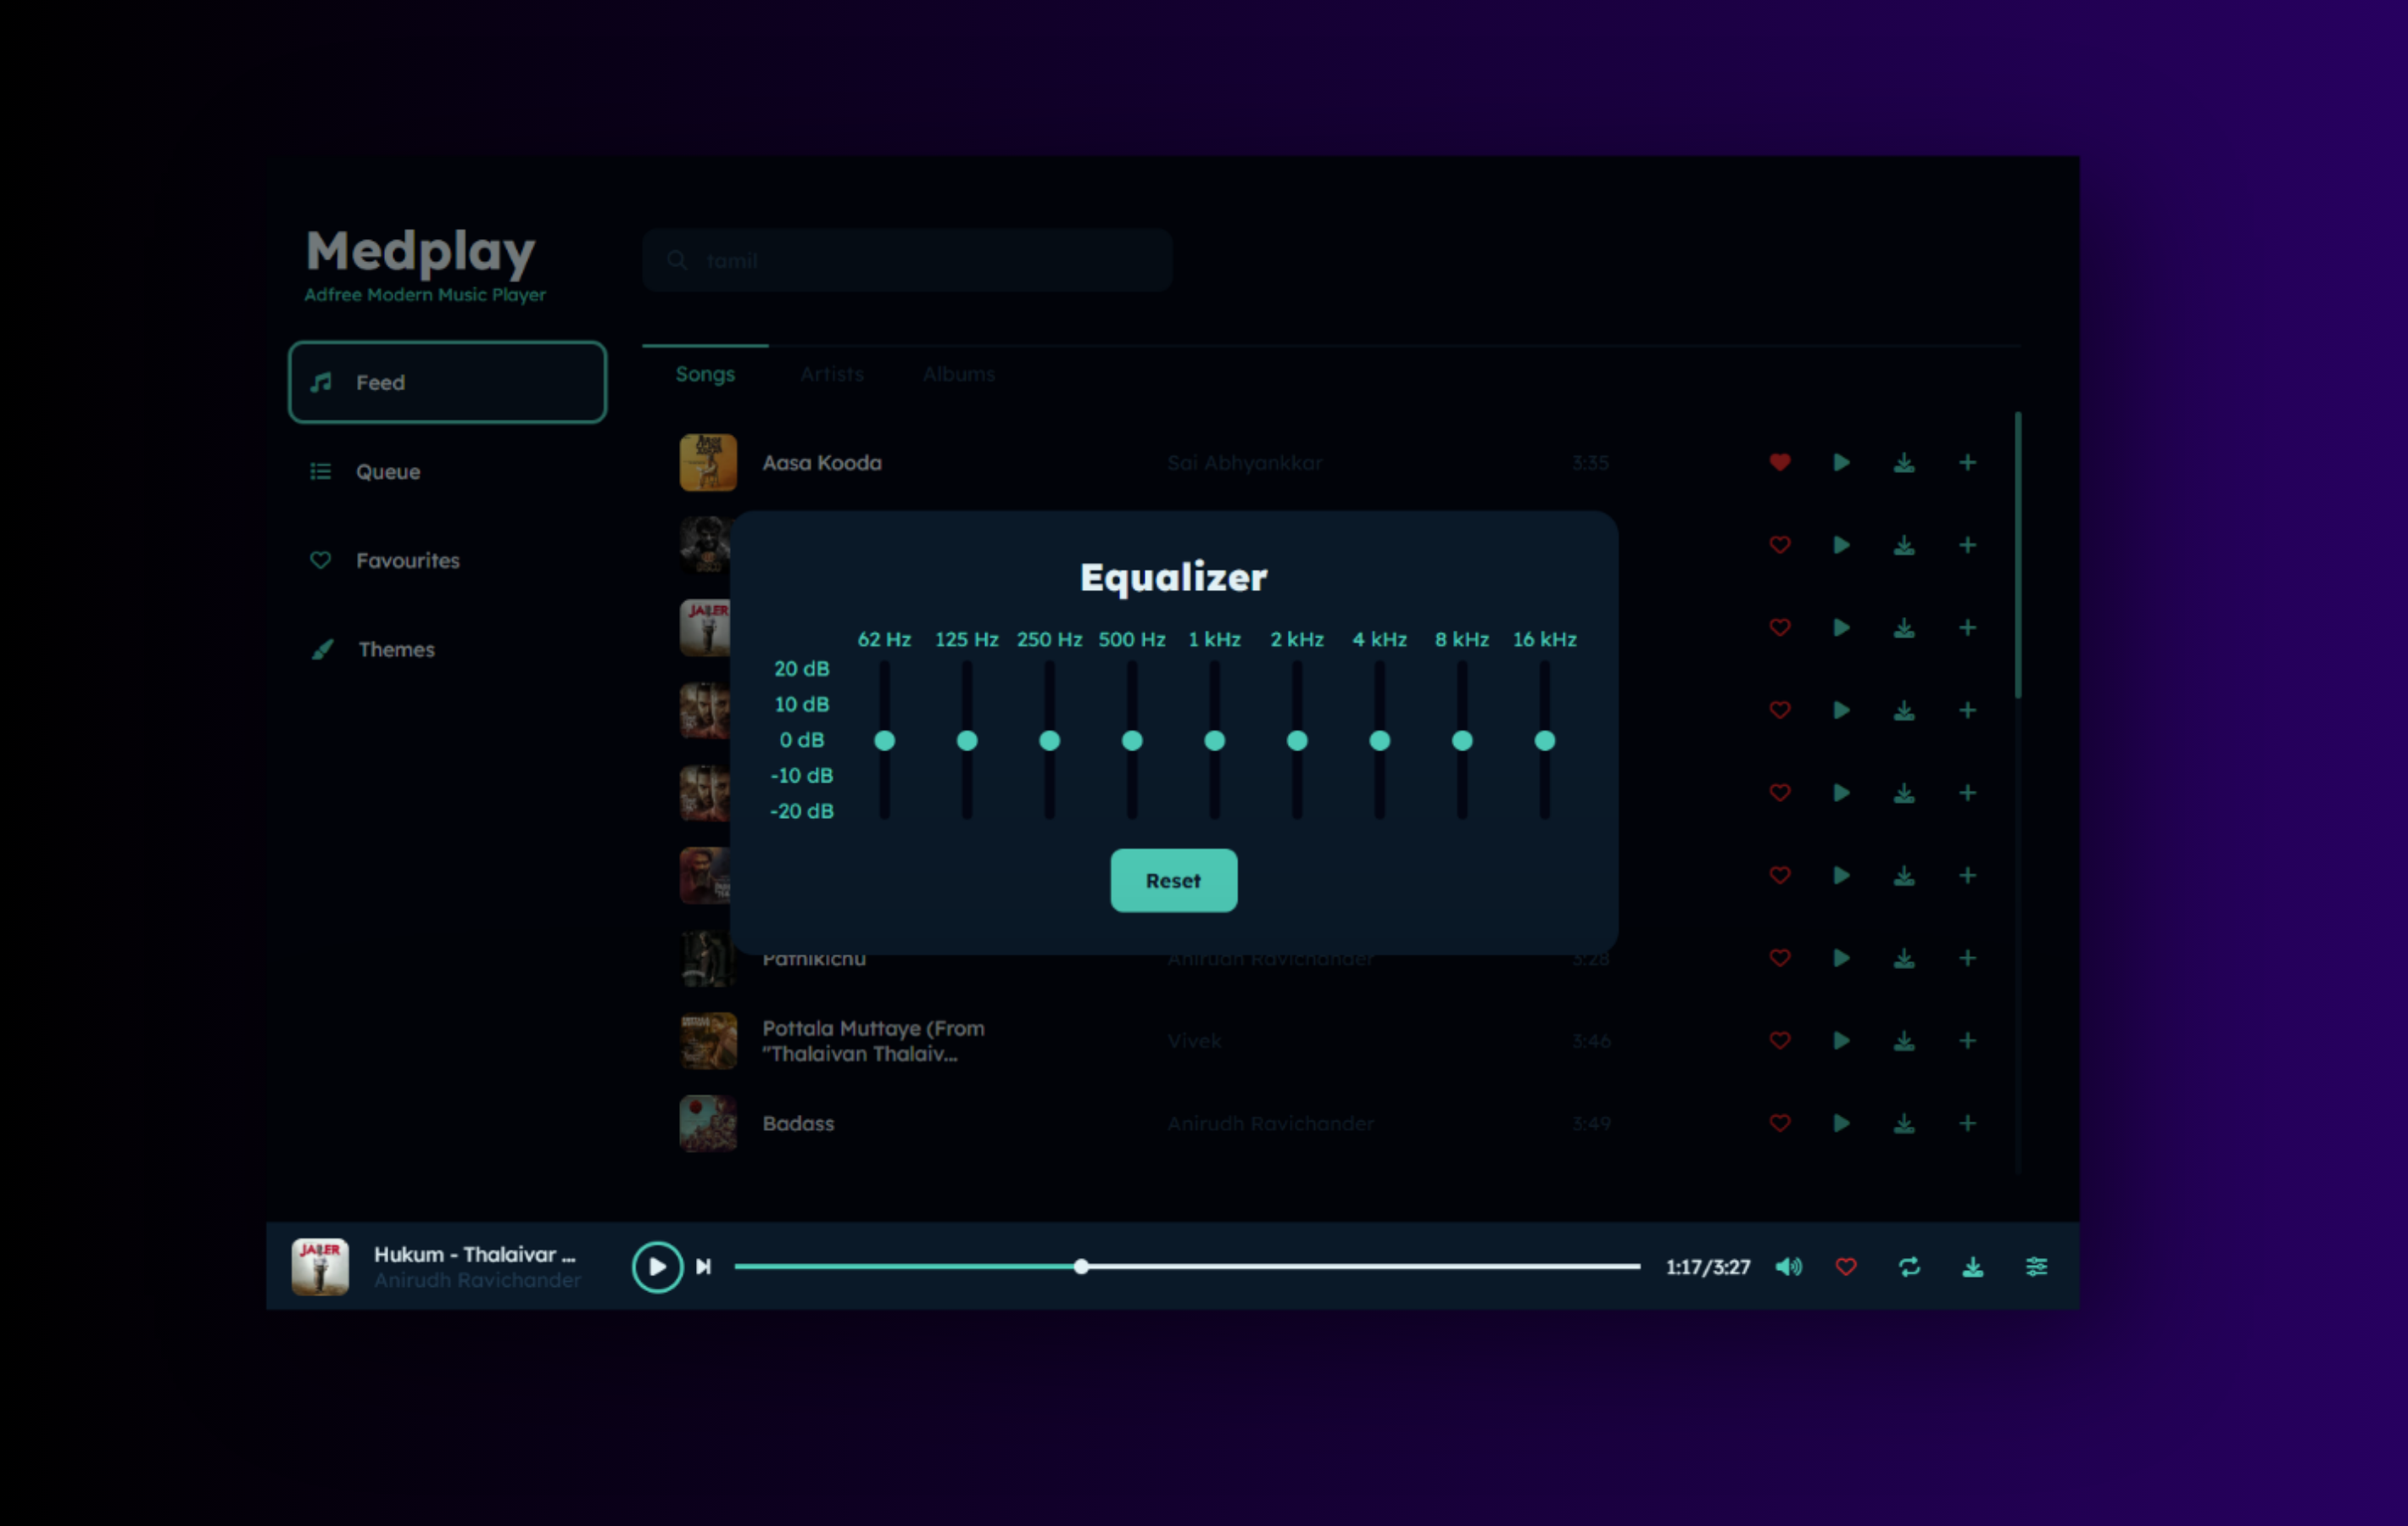 Medplay
Adfree Modern Music Player
tamil
Feed
Queue
Favourites
Themes
Songs Artists Albums
Aasa Kooda Sai Abhyankkar 3:35
JAILER
Equalizer
62 Hz 125 Hz 250 Hz 500 Hz 1 kHz 2 kHz 4 kHz 8 kHz 16 kHz
20 dB
10 dB
0 dB
-10 dB
-20 dB
Reset
Pathikichu Anirudh Ravichander 3:28
Pottala Muttaye (From
"Thalaivan Thalaiv... Vivek 3:46
Badass Anirudh Ravichander 3:49
JAILER
Hukum - Thalaivar ...
Anirudh Ravichander
1:17/3:27